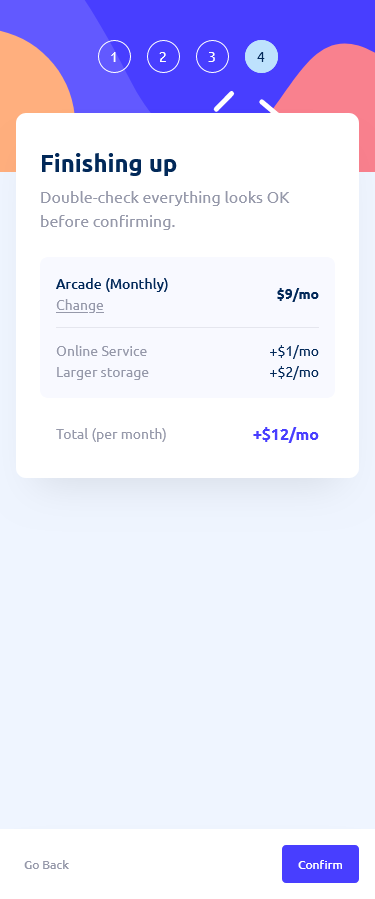 1 2 3 4
Finishing up
Double-check everything looks OK
before confirming.
Arcade (Monthly) $9/mo
Change
Online Service +$1/mo
Larger storage +$2/mo
Total (per month) +$12/mo
Go Back Confirm